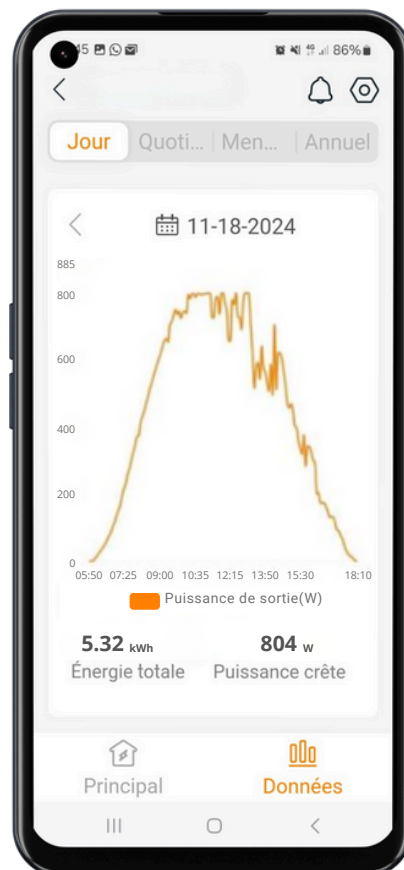 45 86%
Jour Quoti... Men... Annuel
11-18-2024
885
800
600
400
200
0
05:50 07:25 09:00 10:35 12:15 13:50 15:30 18:10
Puissance de sortie(W)
5.32 kWh 804 W
Énergie totale Puissance crête
Principal Données